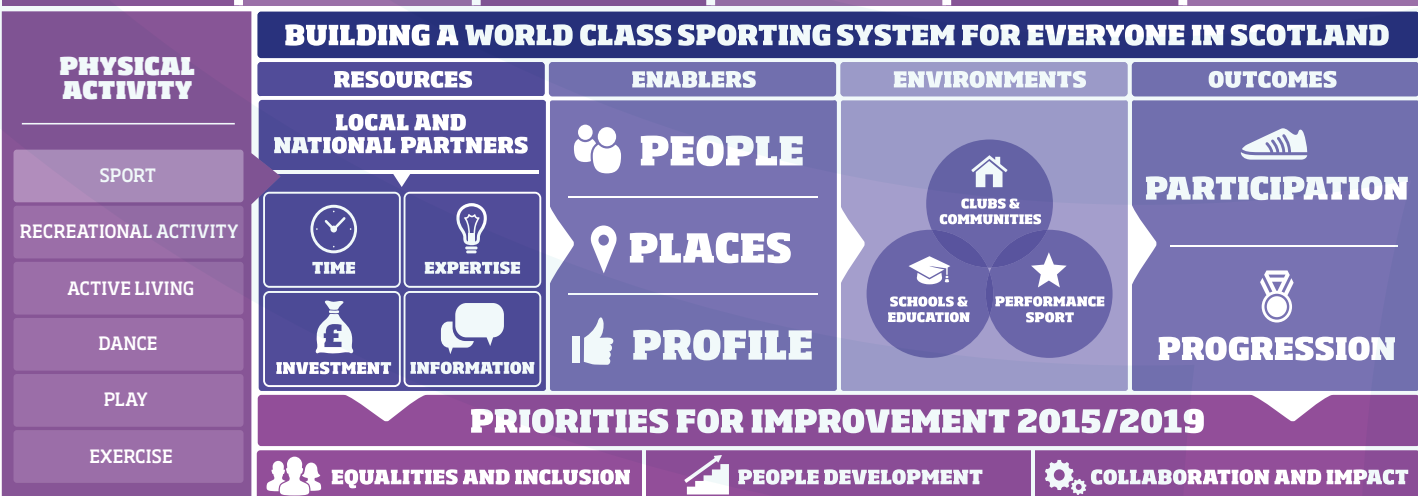 PHYSICAL
ACTIVITY
SPORT
RECREATIONAL ACTIVITY
ACTIVE LIVING
DANCE
PLAY
EXERCISE
BUILDING A WORLD CLASS SPORTING SYSTEM FOR EVERYONE IN SCOTLAND
RESOURCES
LOCAL AND
NATIONAL PARTNERS
TIME
EXPERTISE
£
INVESTMENT
INFORMATION
ENABLERS
PEOPLE
PLACES
PROFILE
ENVIRONMENTS
CLUBS &
COMMUNITIES
SCHOOLS &
EDUCATION
PERFORMANCE
SPORT
OUTCOMES
PARTICIPATION
PROGRESSION
PRIORITIES FOR IMPROVEMENT 2015/2019
EQUALITIES AND INCLUSION
PEOPLE DEVELOPMENT
COLLABORATION AND IMPACT